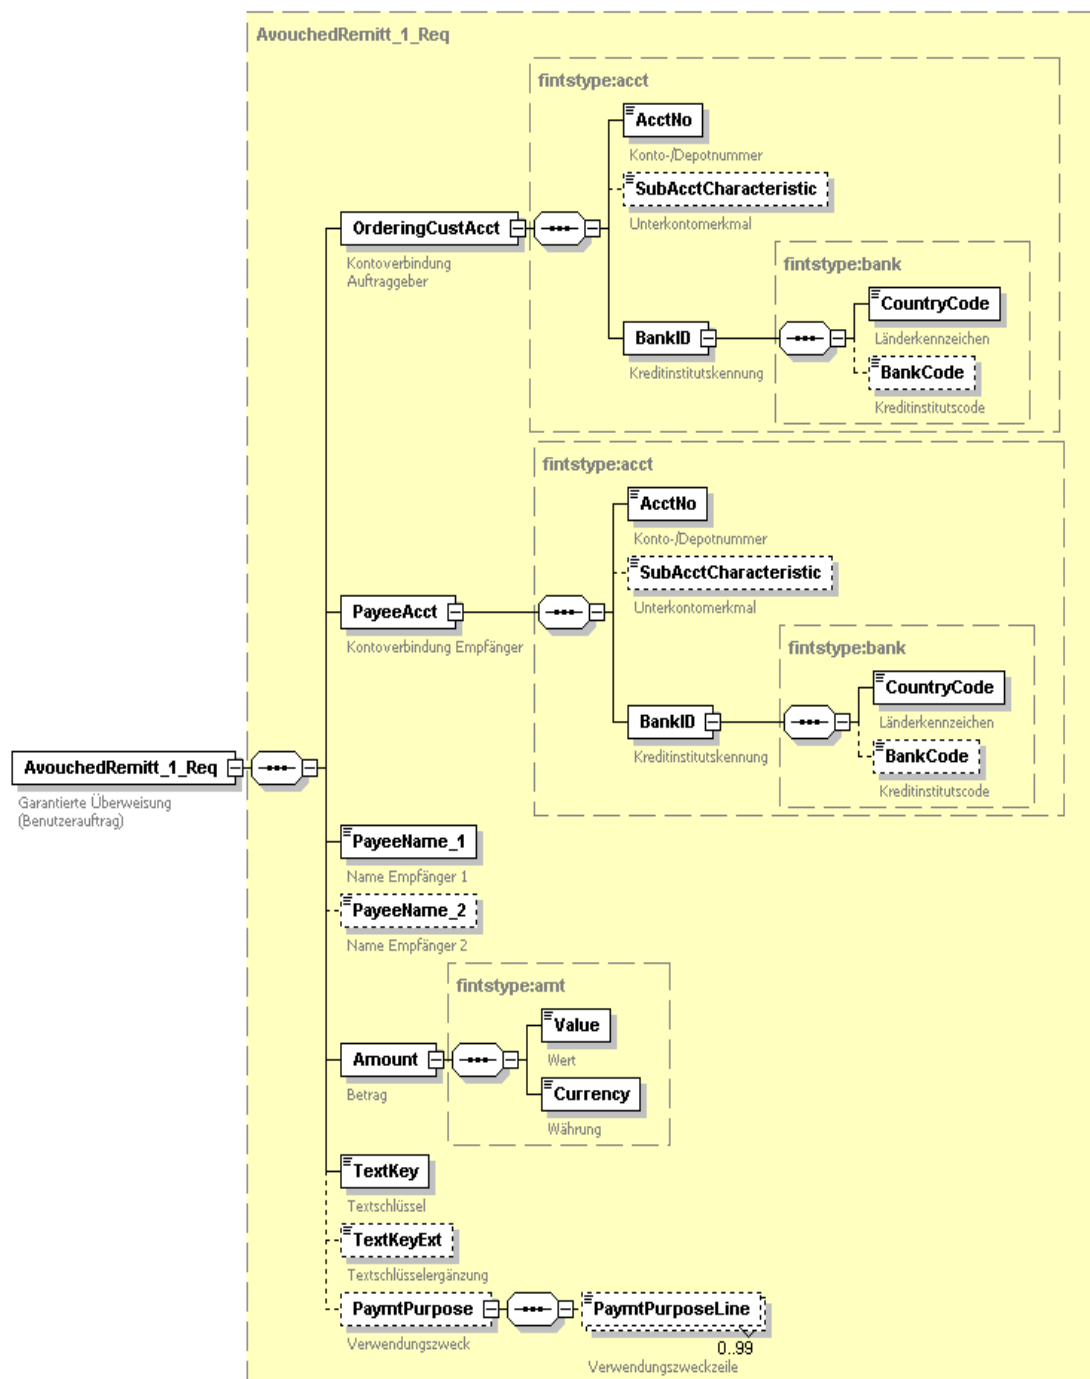 AvouchedRemitt_1_Req
fintstype:acct
AcctNo
Konto-/Depotnummer
SubAcctCharacteristic
Unterkontomerkmal
OrderingCustAcct
Kontoverbindung
Auftraggeber
fintstype:bank
CountryCode
Länderkennzeichen
BankID
Kreditinstitutskennung
BankCode
Kreditinstitutscode
fintstype:acct
AcctNo
Konto-/Depotnummer
SubAcctCharacteristic
Unterkontomerkmal
PayeeAcct
Kontoverbindung Empfänger
fintstype:bank
CountryCode
Länderkennzeichen
BankID
Kreditinstitutskennung
BankCode
Kreditinstitutscode
AvouchedRemitt_1_Req
Garantierte Überweisung
(Benutzerauftrag)
PayeeName_1
Name Empfänger 1
PayeeName_2
Name Empfänger 2
fintstype:amt
Value
Wert
Amount
Betrag
Currency
Währung
TextKey
Textschlüssel
TextKeyExt
Textschlüsselergänzung
PaymtPurpose
Verwendungszweck
PaymtPurposeLine
0..99
Verwendungszweckzeile